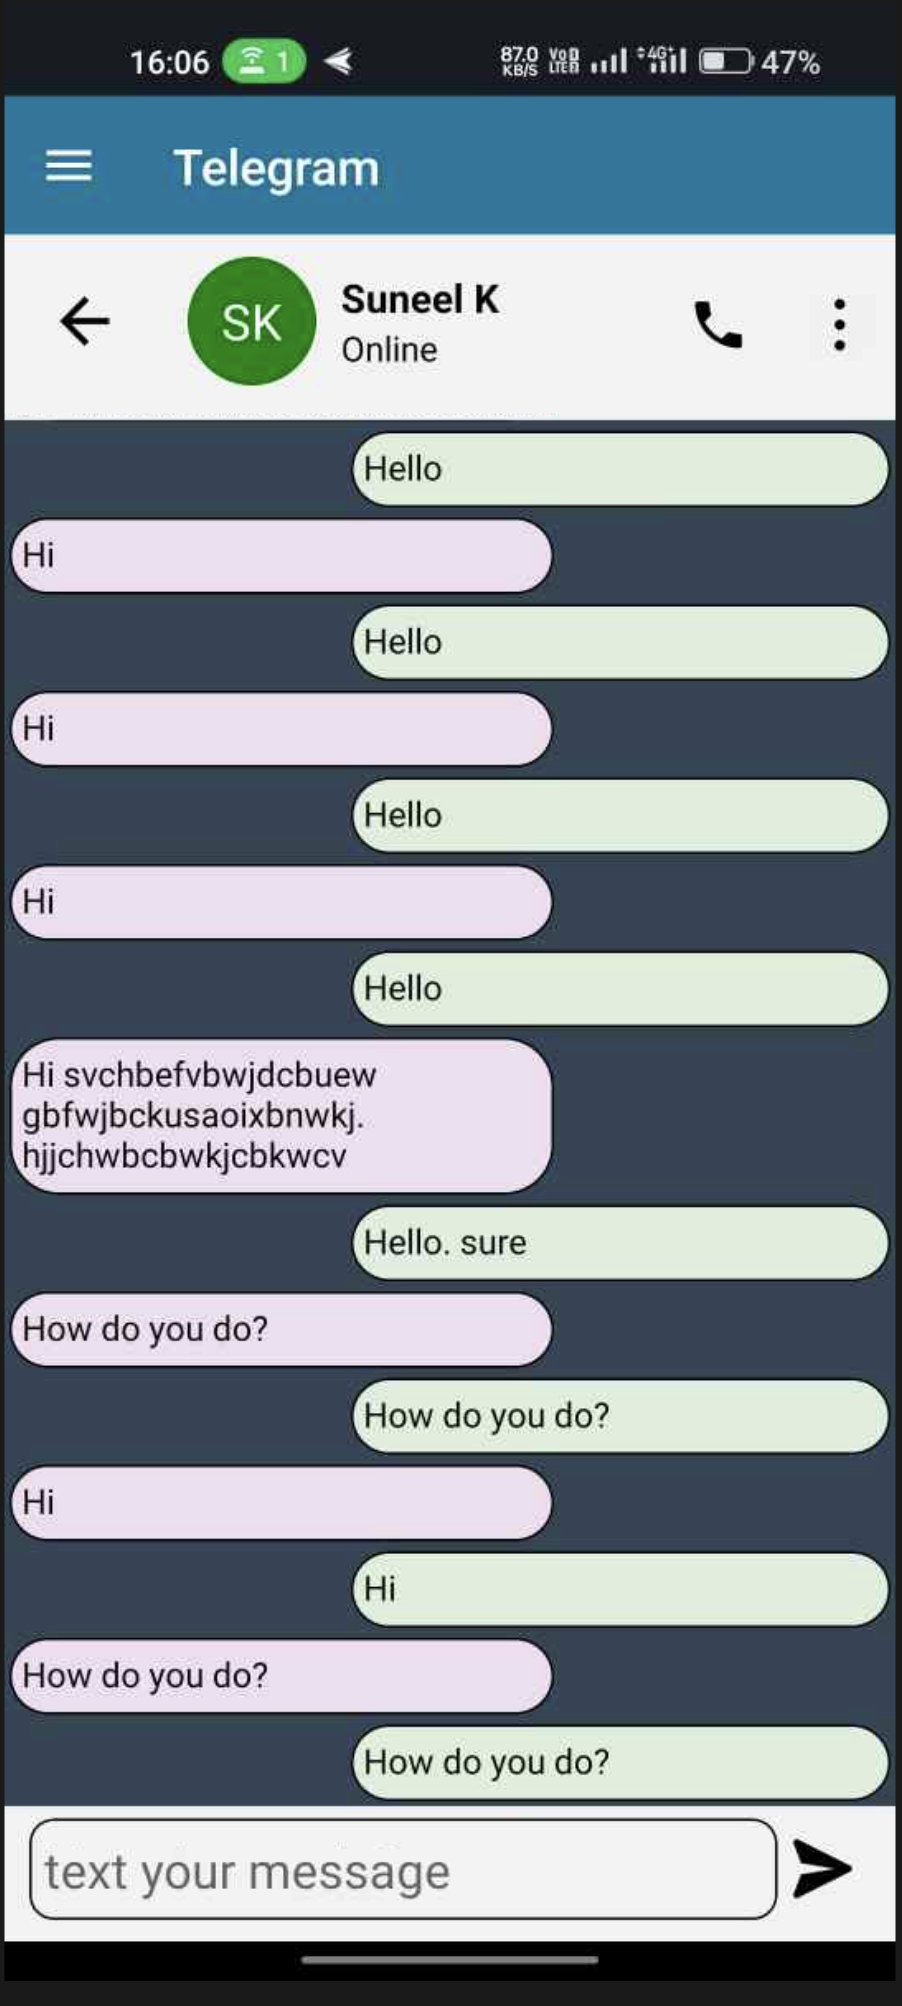 16:06 1 87.0 KB/S Vo LTE 4G+ 47%
Telegram
SK
Suneel K
Online
Hello
Hi
Hello
Hi
Hello
Hi
Hello
Hi svchbefvbwjdcbuew
gbfwjbckusaoixbnwkj.
hjjchwbcbwkjcbkwcv
Hello. sure
How do you do?
How do you do?
Hi
Hi
How do you do?
How do you do?
text your message